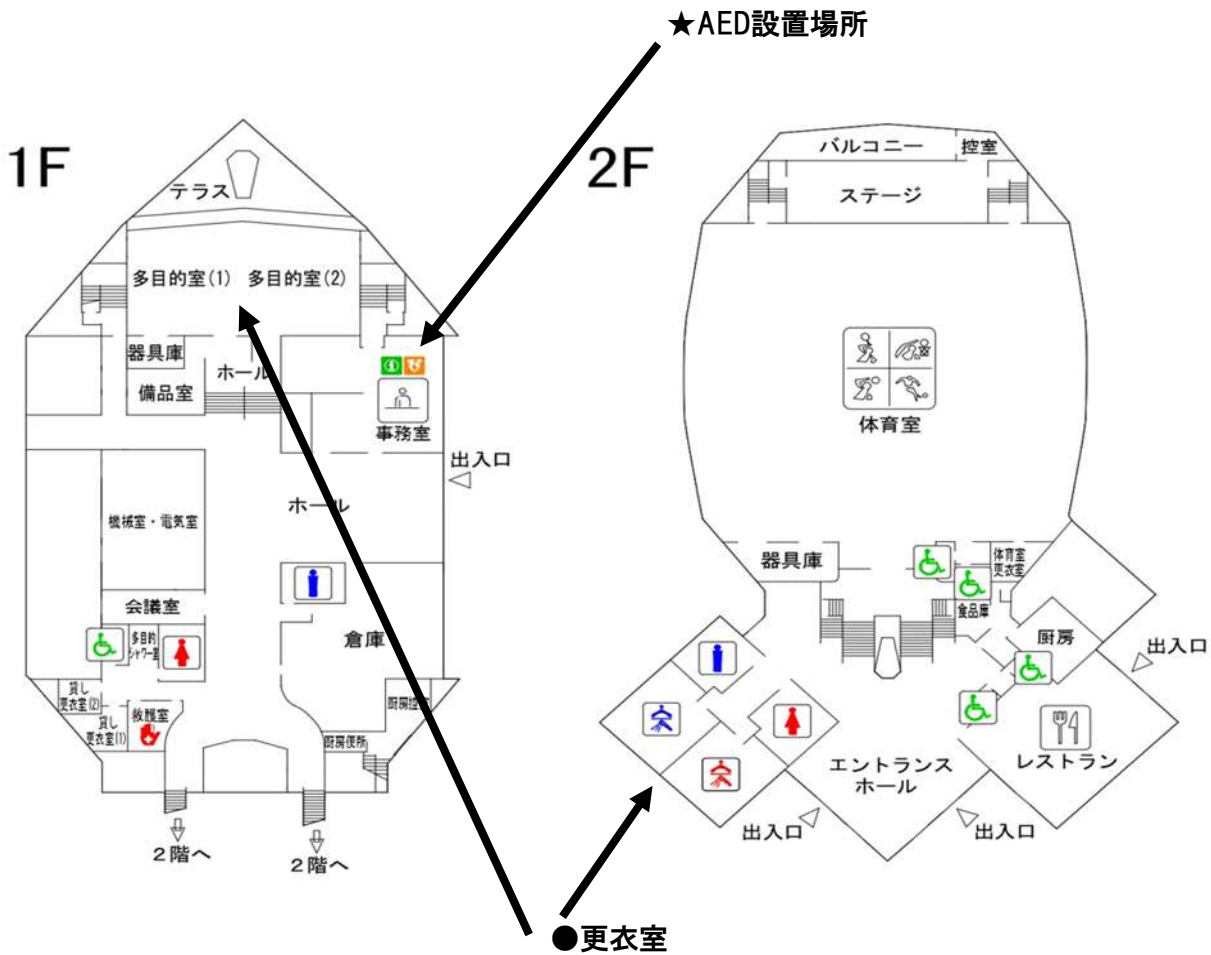 ★AED設置場所
1F
テラス
多目的室(1) 多目的室(2)
器具庫
ホール
備品室
事務室
出入口
ホール
機械室・電気室
会議室
多目的
シャワー室
倉庫
貸し
更衣室(2)
貸し
更衣室(1)
救護室
厨房控室
厨房便所
2階へ
2階へ
2F
バルコニー
控室
ステージ
体育室
器具庫
体育室
更衣室
食品庫
厨房
出入口
レストラン
エントランス
ホール
出入口
出入口
●更衣室